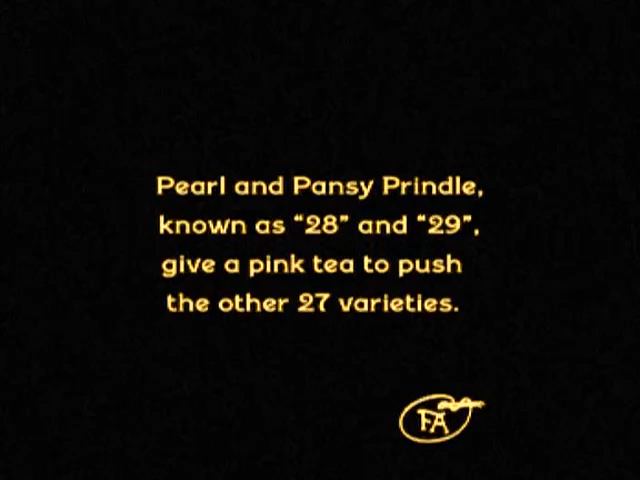 Pearl and Pansy Prindle,
known as “28” and “29”,
give a pink tea to push
the other 27 varieties.
FA